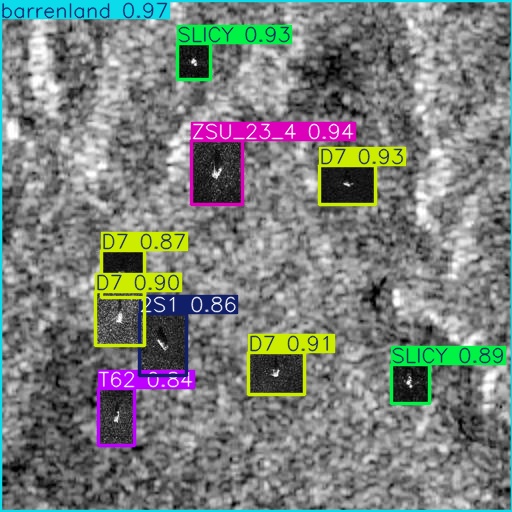 barrenland 0.97
SLICY 0.93
ZSU_23_4 0.94
D7 0.93
D7 0.87
D7 0.90
2S1 0.86
D7 0.91
SLICY 0.89
T62 0.84